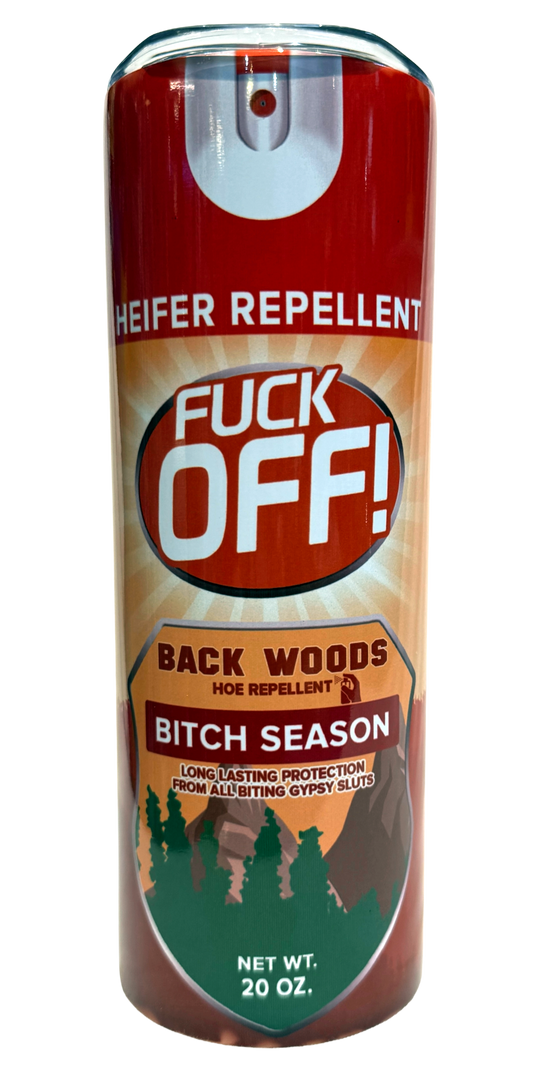 HEIFER REPELLENT
FUCK
OFF!
BACK WOODS
HOE REPELLENT
BITCH SEASON
LONG LASTING PROTECTION
FROM ALL BITING GYPSY SLUTS
NET WT.
20 OZ.